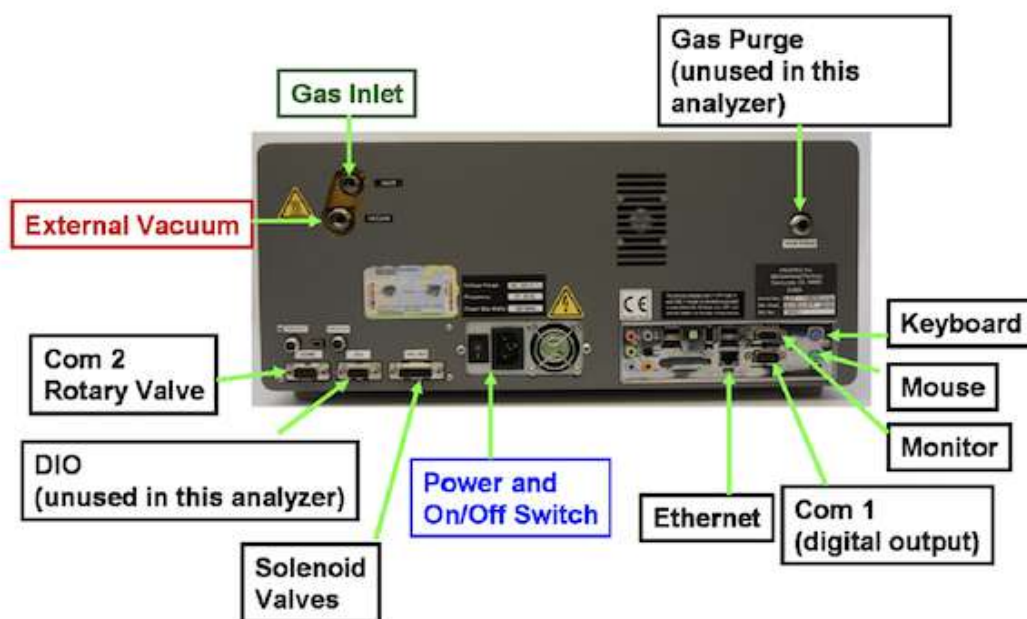 Gas Purge
(unused in this
analyzer)
Gas Inlet
External Vacuum
CE
Keyboard
Com 2
Rotary Valve
Mouse
DIO
(unused in this analyzer)
Monitor
Power and
On/Off Switch
Ethernet
Com 1
(digital output)
Solenoid
Valves